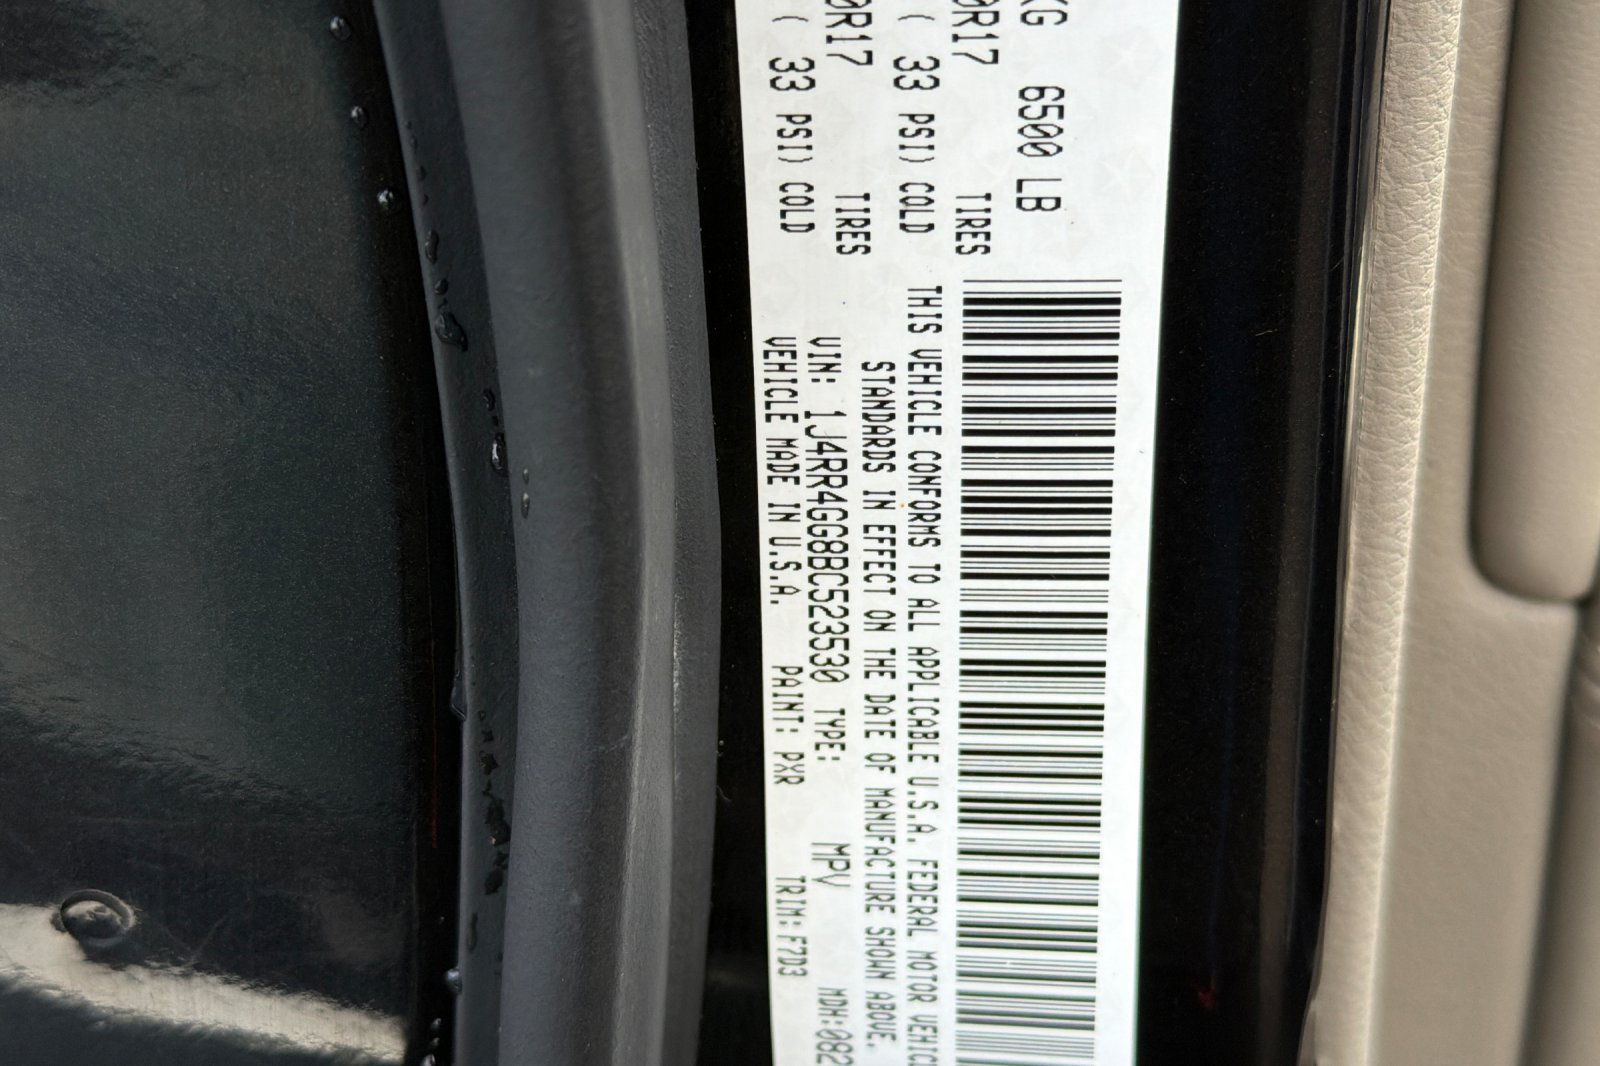 KG 6500 LB
0R17 TIRES
( 33 PSI) COLD
0R17 TIRES
( 33 PSI) COLD
THIS VEHICLE CONFORMS TO ALL APPLICABLE U.S.A. FEDERAL MOTOR VEHICL
STANDARDS IN EFFECT ON THE DATE OF MANUFACTURE SHOWN ABOVE.
VIN: 1J4RR4GG8BC523530 TYPE: MPV MDH:082
VEHICLE MADE IN U.S.A. PAINT: PXR TRIM: F7D3